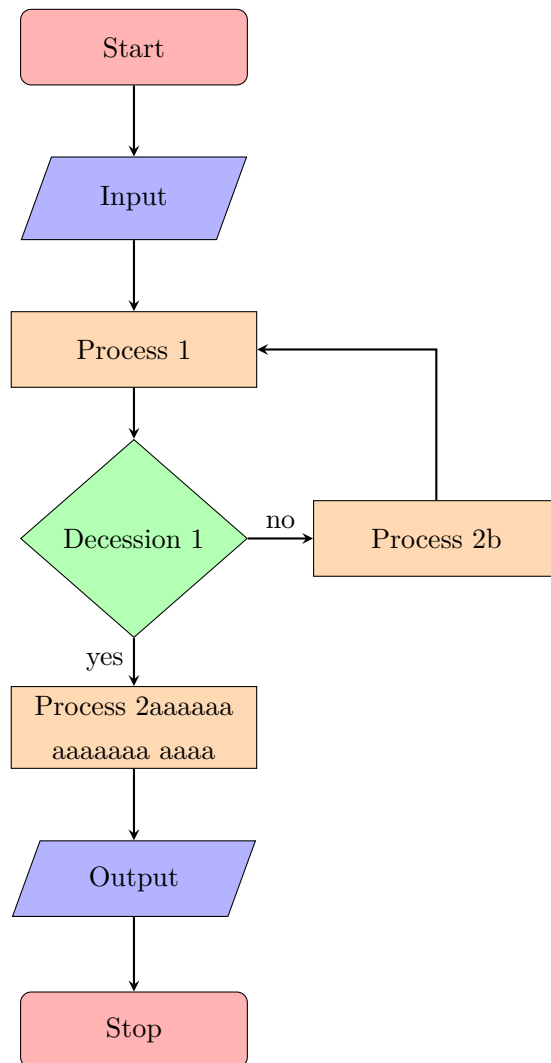 Start
Input
Process 1
Decession 1
no
Process 2b
yes
Process 2aaaaaa
aaaaaaa aaaa
Output
Stop